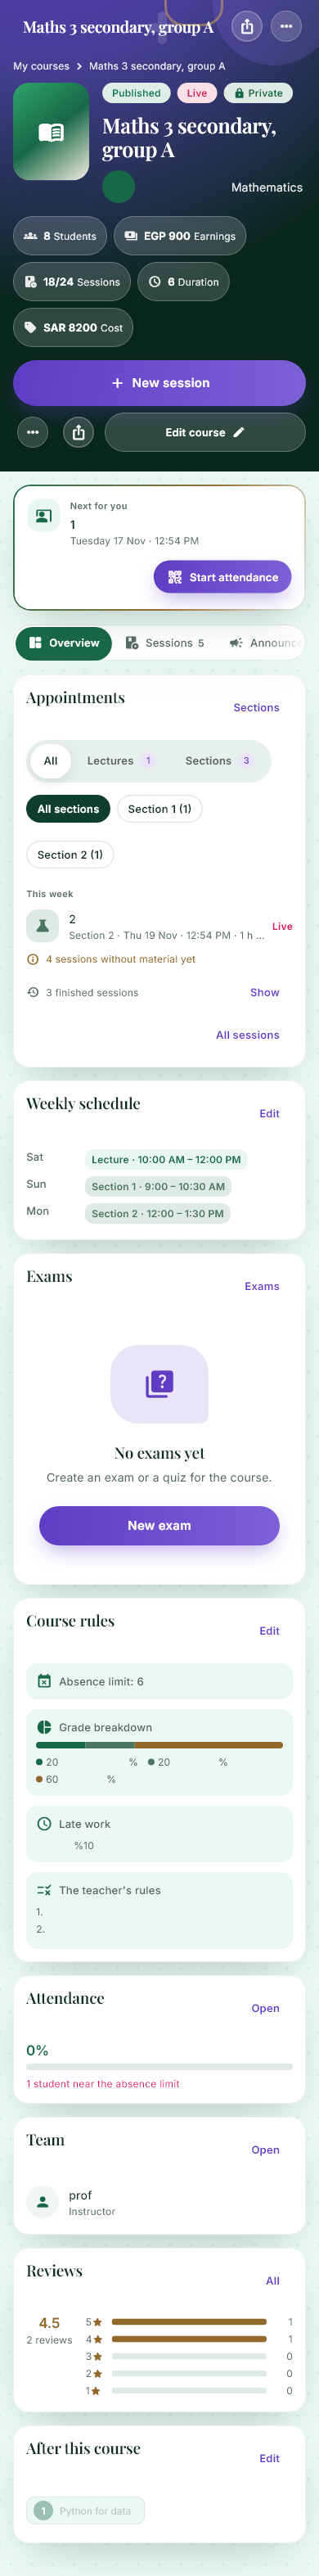 Maths 3 secondary, group A
My courses > Maths 3 secondary, group A
Published Live Private
Maths 3 secondary,
group A
Mathematics
8 Students EGP 900 Earnings
18/24 Sessions 6 Duration
SAR 8200 Cost
+ New session
Edit course
Next for you
1
Tuesday 17 Nov · 12:54 PM
Start attendance
Overview Sessions 5 Announce
Appointments
Sections
All Lectures 1 Sections 3
All sections Section 1 (1)
Section 2 (1)
This week
2
Section 2 · Thu 19 Nov · 12:54 PM · 1 h ... Live
4 sessions without material yet
3 finished sessions Show
All sessions
Weekly schedule
Edit
Sat Lecture · 10:00 AM – 12:00 PM
Sun Section 1 · 9:00 – 10:30 AM
Mon Section 2 · 12:00 – 1:30 PM
Exams
Exams
No exams yet
Create an exam or a quiz for the course.
New exam
Course rules
Edit
Absence limit: 6
Grade breakdown
20 % 20 %
60 %
Late work
%10
The teacher's rules
1.
2.
Attendance
Open
0%
1 student near the absence limit
Team
Open
prof
Instructor
Reviews
All
4.5
2 reviews
5★ 1
4★ 1
3★ 0
2★ 0
1★ 0
After this course
Edit
1 Python for data